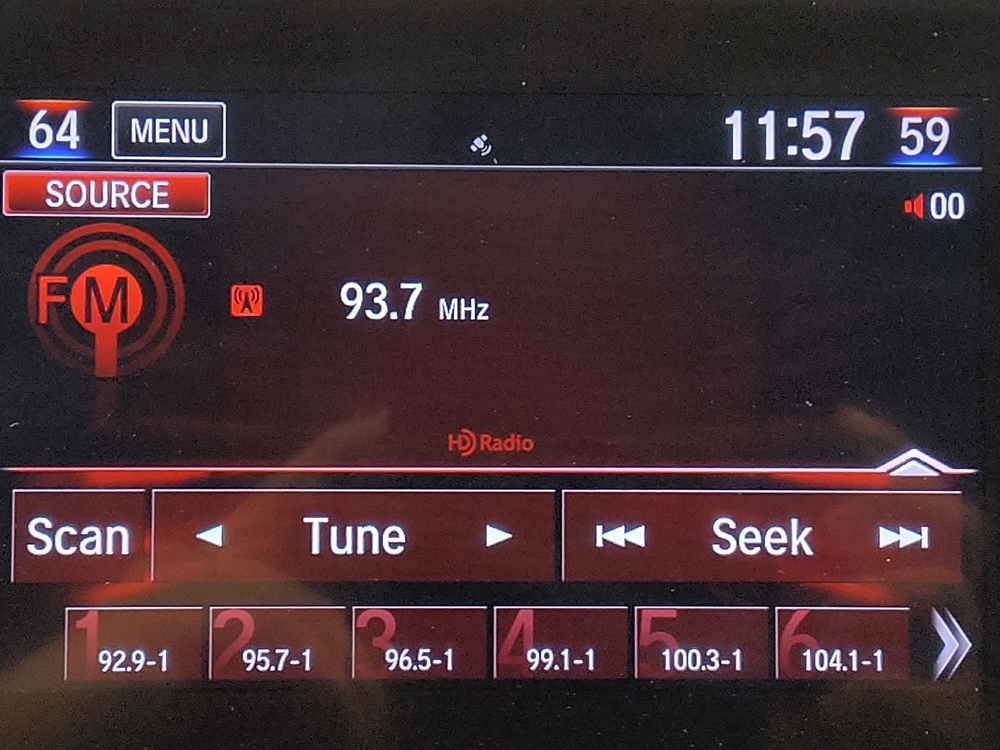 64 MENU 11:57 59
SOURCE
00
FM 93.7 MHz
HD Radio
Scan Tune Seek
1 2 3 4 5 6
92.9-1 95.7-1 96.5-1 99.1-1 100.3-1 104.1-1